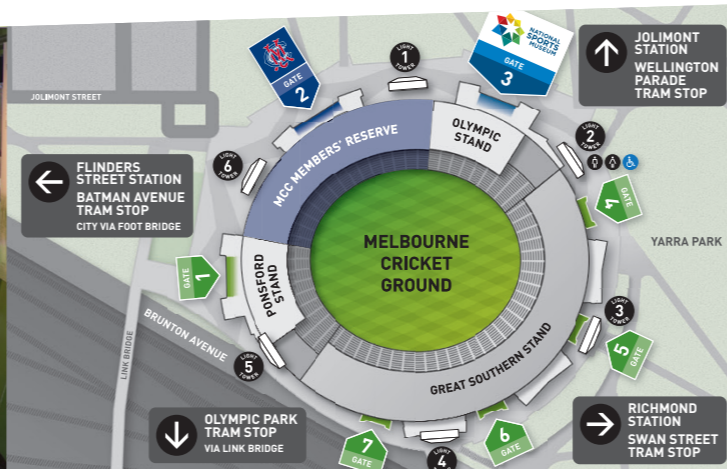 JOLIMONT
STATION
WELLINGTON
PARADE
TRAM STOP
NATIONAL
SPORTS
MUSEUM
GATE
3
GATE
2
LIGHT
1
TOWER
JOLIMONT STREET
OLYMPIC
STAND
MCC MEMBERS' RESERVE
LIGHT
2
TOWER
LIGHT
6
TOWER
FLINDERS
STREET STATION
BATMAN AVENUE
TRAM STOP
CITY VIA FOOT BRIDGE
GATE
4
YARRA PARK
MELBOURNE
CRICKET
GROUND
GATE
1
PONSFORD
STAND
LIGHT
3
TOWER
BRUNTON AVENUE
LINK BRIDGE
LIGHT
5
TOWER
GREAT SOUTHERN STAND
GATE
5
OLYMPIC PARK
TRAM STOP
VIA LINK BRIDGE
GATE
7
LIGHT
4
GATE
6
RICHMOND
STATION
SWAN STREET
TRAM STOP